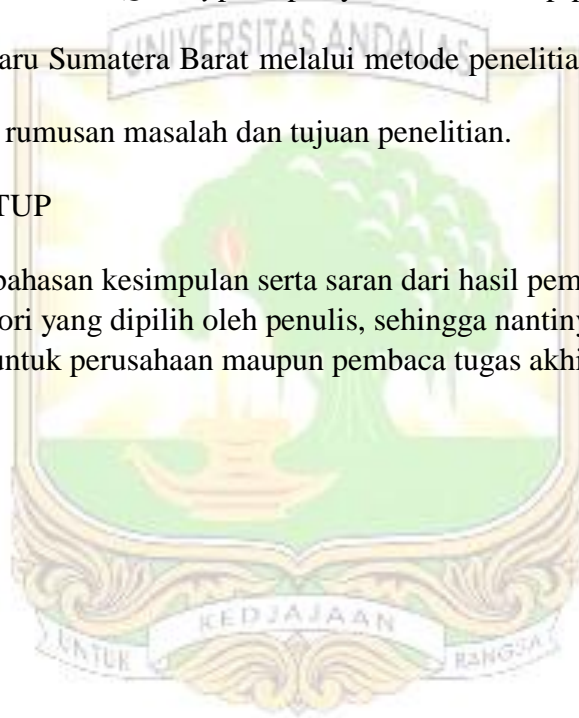 UNIVERSITAS ANDALAS
aru Sumatera Barat melalui metode penelitia
rumusan masalah dan tujuan penelitian.
TUP
bahasan kesimpulan serta saran dari hasil pem
ori yang dipilih oleh penulis, sehingga nantiny
untuk perusahaan maupun pembaca tugas akhi
KEDJAJAAN
UNTUK BANGSA